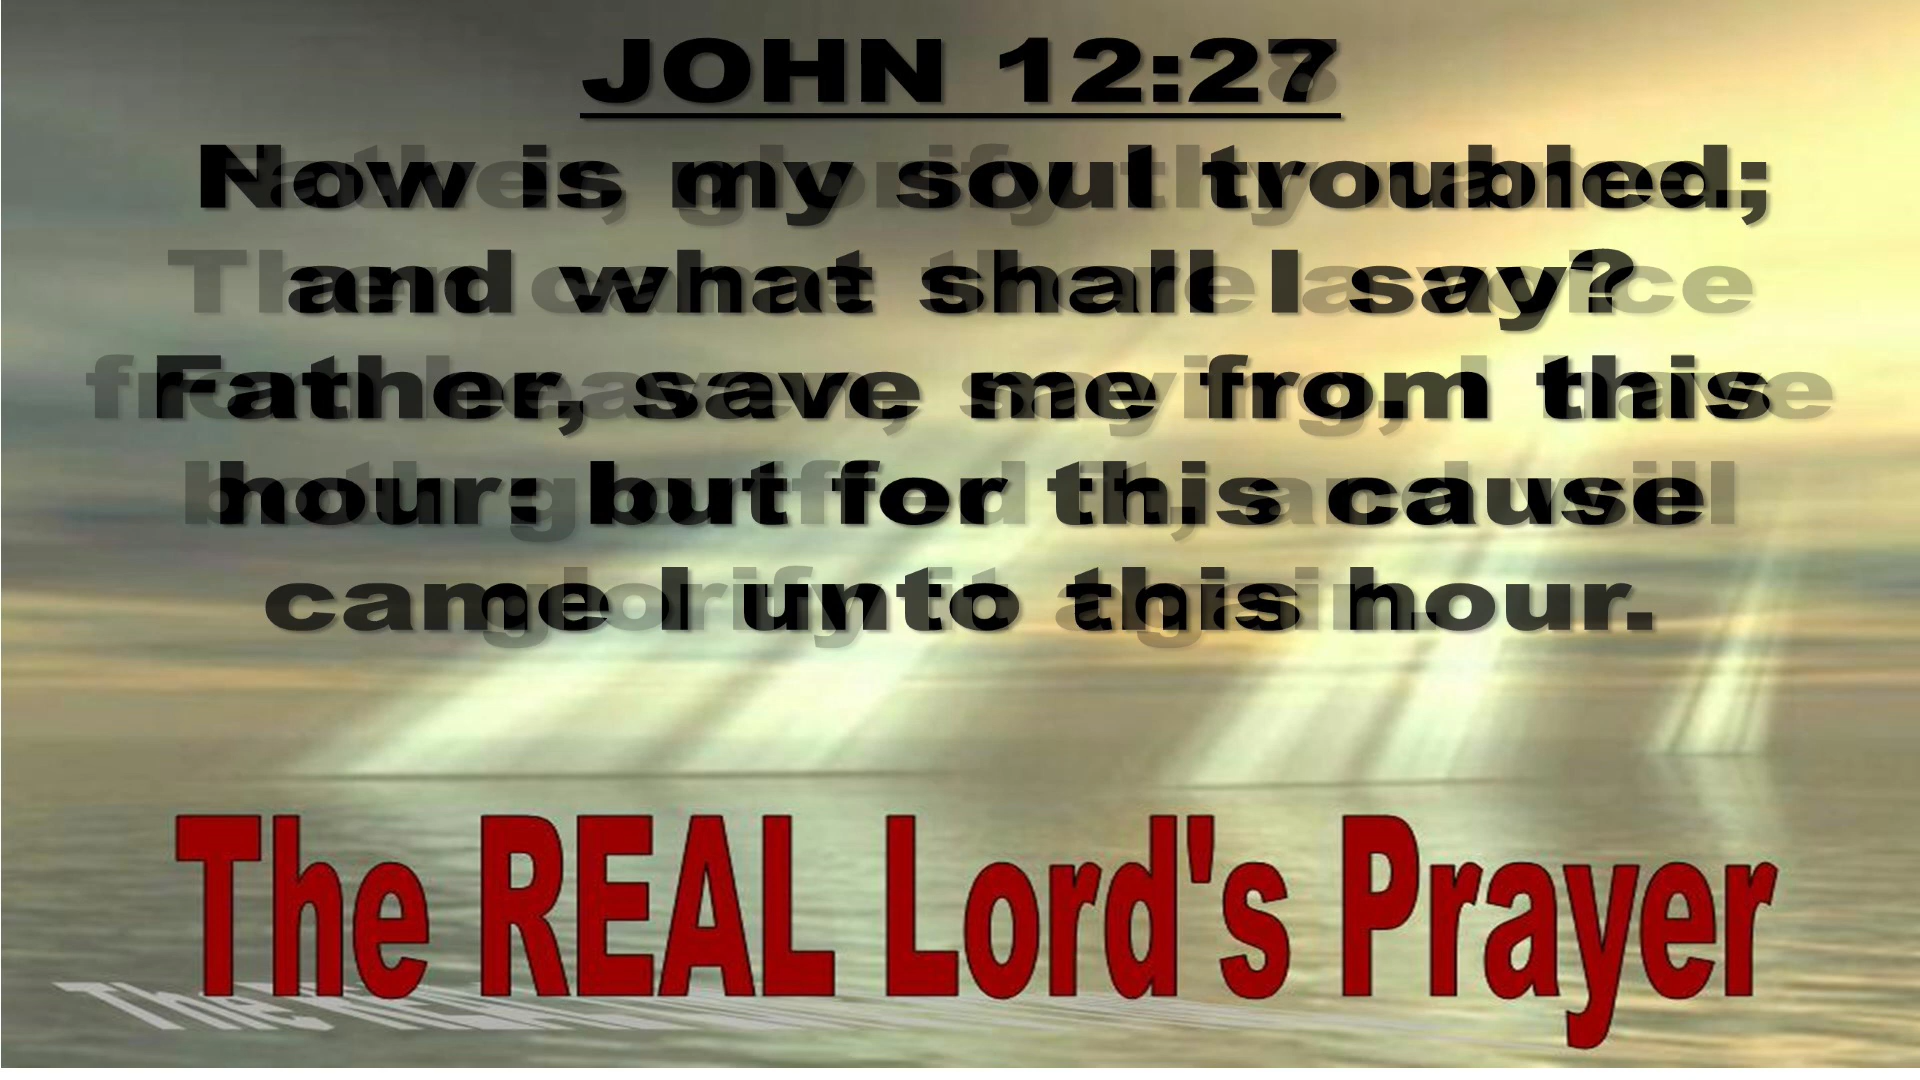 JOHN 12:27
Now is my soul troubled;
and what shall I say?
Father, save me from this
hour: but for this cause
came I unto this hour.
The REAL Lord's Prayer